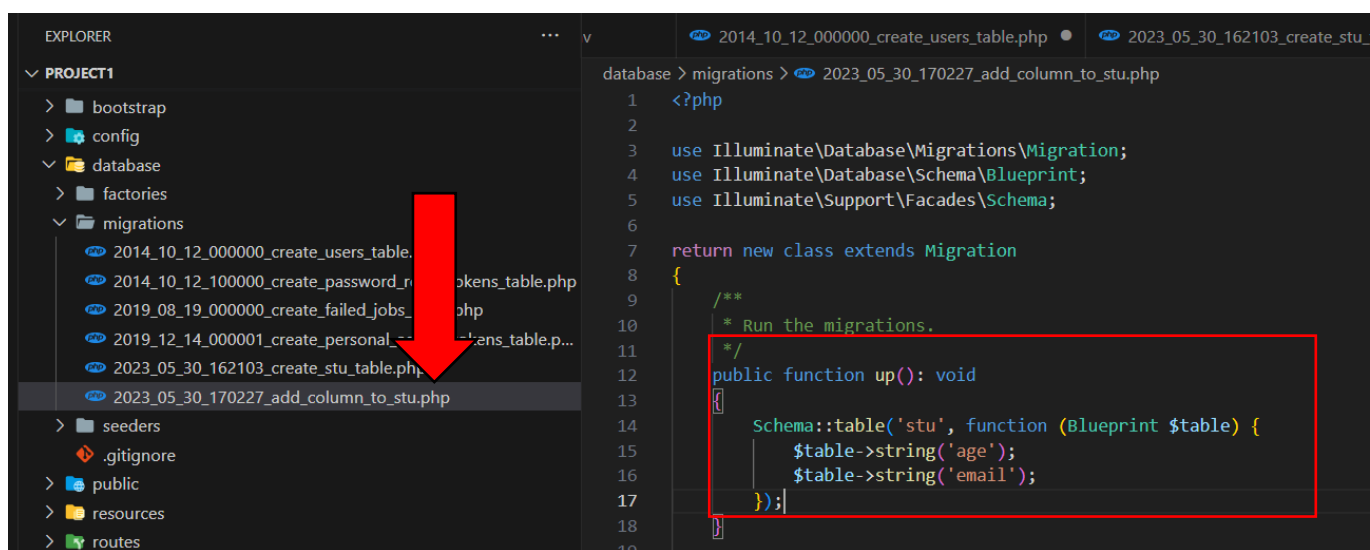 EXPLORER
PROJECT1
bootstrap
config
database
factories
migrations
2014_10_12_000000_create_users_table.
2014_10_12_100000_create_password_r okens_table.php
2019_08_19_000000_create_failed_jobs_ hp
2019_12_14_000001_create_personal_ ens_table.p...
2023_05_30_162103_create_stu_table.php
2023_05_30_170227_add_column_to_stu.php
seeders
.gitignore
public
resources
routes
v 2014_10_12_000000_create_users_table.php 2023_05_30_162103_create_stu_
database > migrations > 2023_05_30_170227_add_column_to_stu.php
1 <?php
2
3 use Illuminate\Database\Migrations\Migration;
4 use Illuminate\Database\Schema\Blueprint;
5 use Illuminate\Support\Facades\Schema;
6
7 return new class extends Migration
8 {
9 /**
10 * Run the migrations.
11 */
12 public function up(): void
13 {
14 Schema::table('stu', function (Blueprint $table) {
15 $table->string('age');
16 $table->string('email');
17 });
18 }